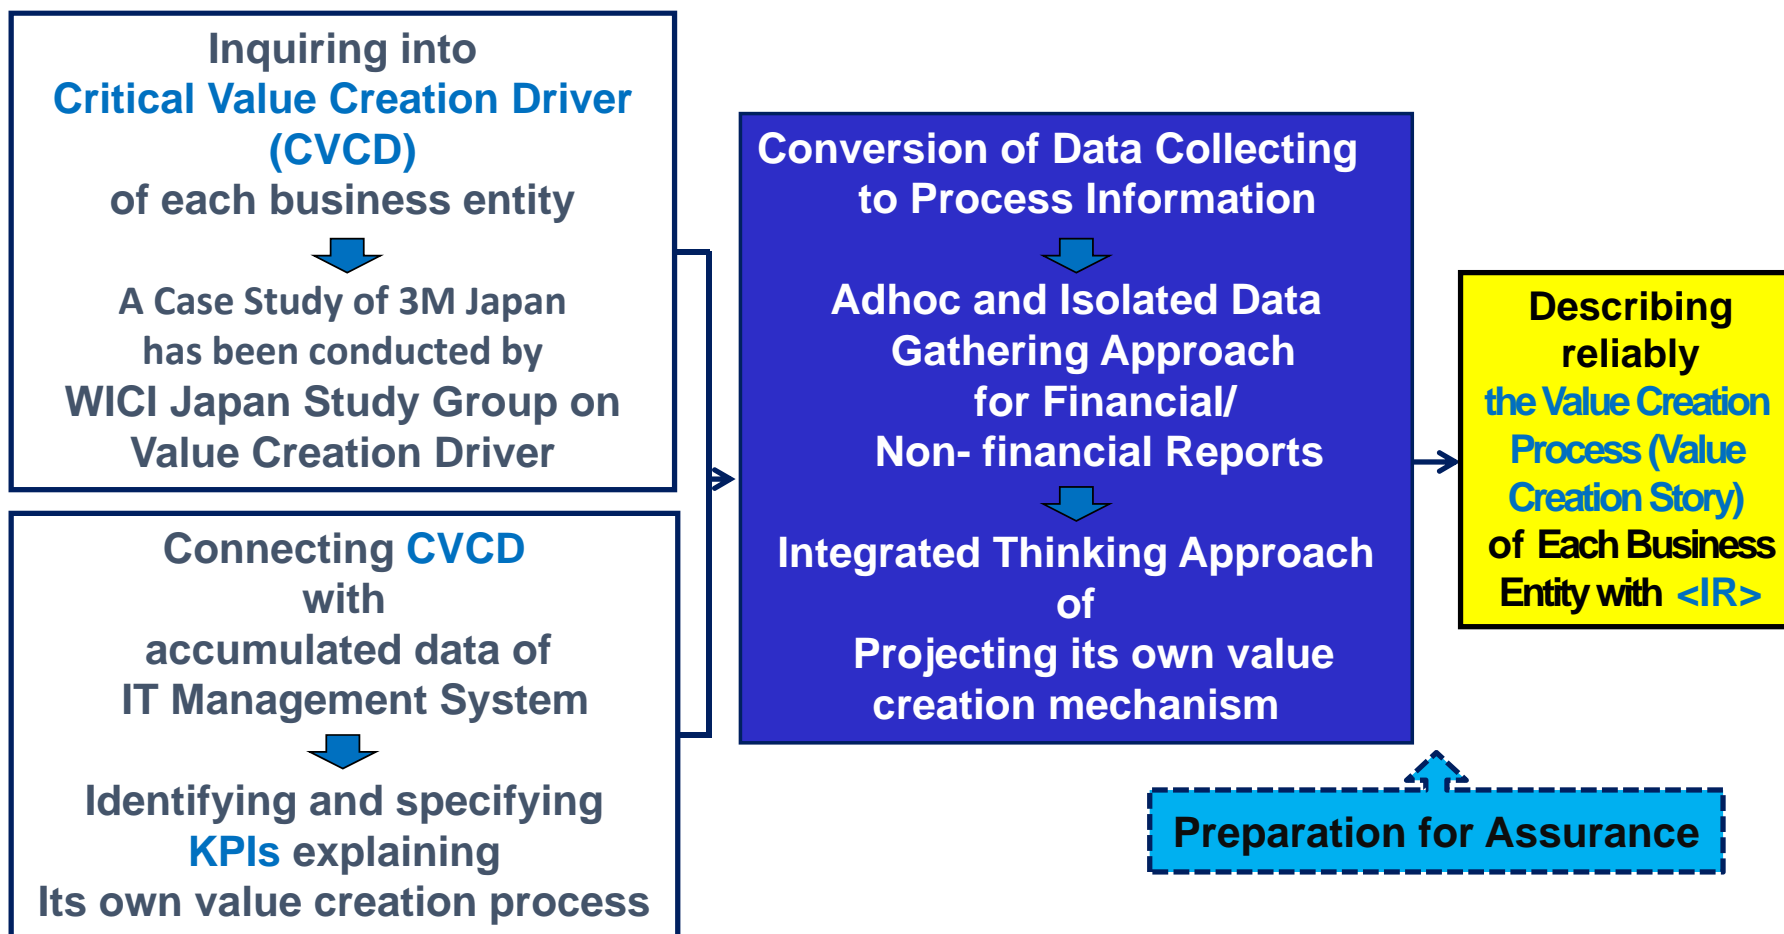 Inquiring into
Critical Value Creation Driver
(CVCD)
of each business entity
A Case Study of 3M Japan
has been conducted by
WICI Japan Study Group on
Value Creation Driver
Connecting CVCD
with
accumulated data of
IT Management System
Identifying and specifying
KPIs explaining
Its own value creation process
Conversion of Data Collecting
to Process Information
Adhoc and Isolated Data
Gathering Approach
for Financial/
Non- financial Reports
Integrated Thinking Approach
of
Projecting its own value
creation mechanism
Describing
reliably
the Value Creation
Process (Value
Creation Story)
of Each Business
Entity with <IR>
Preparation for Assurance